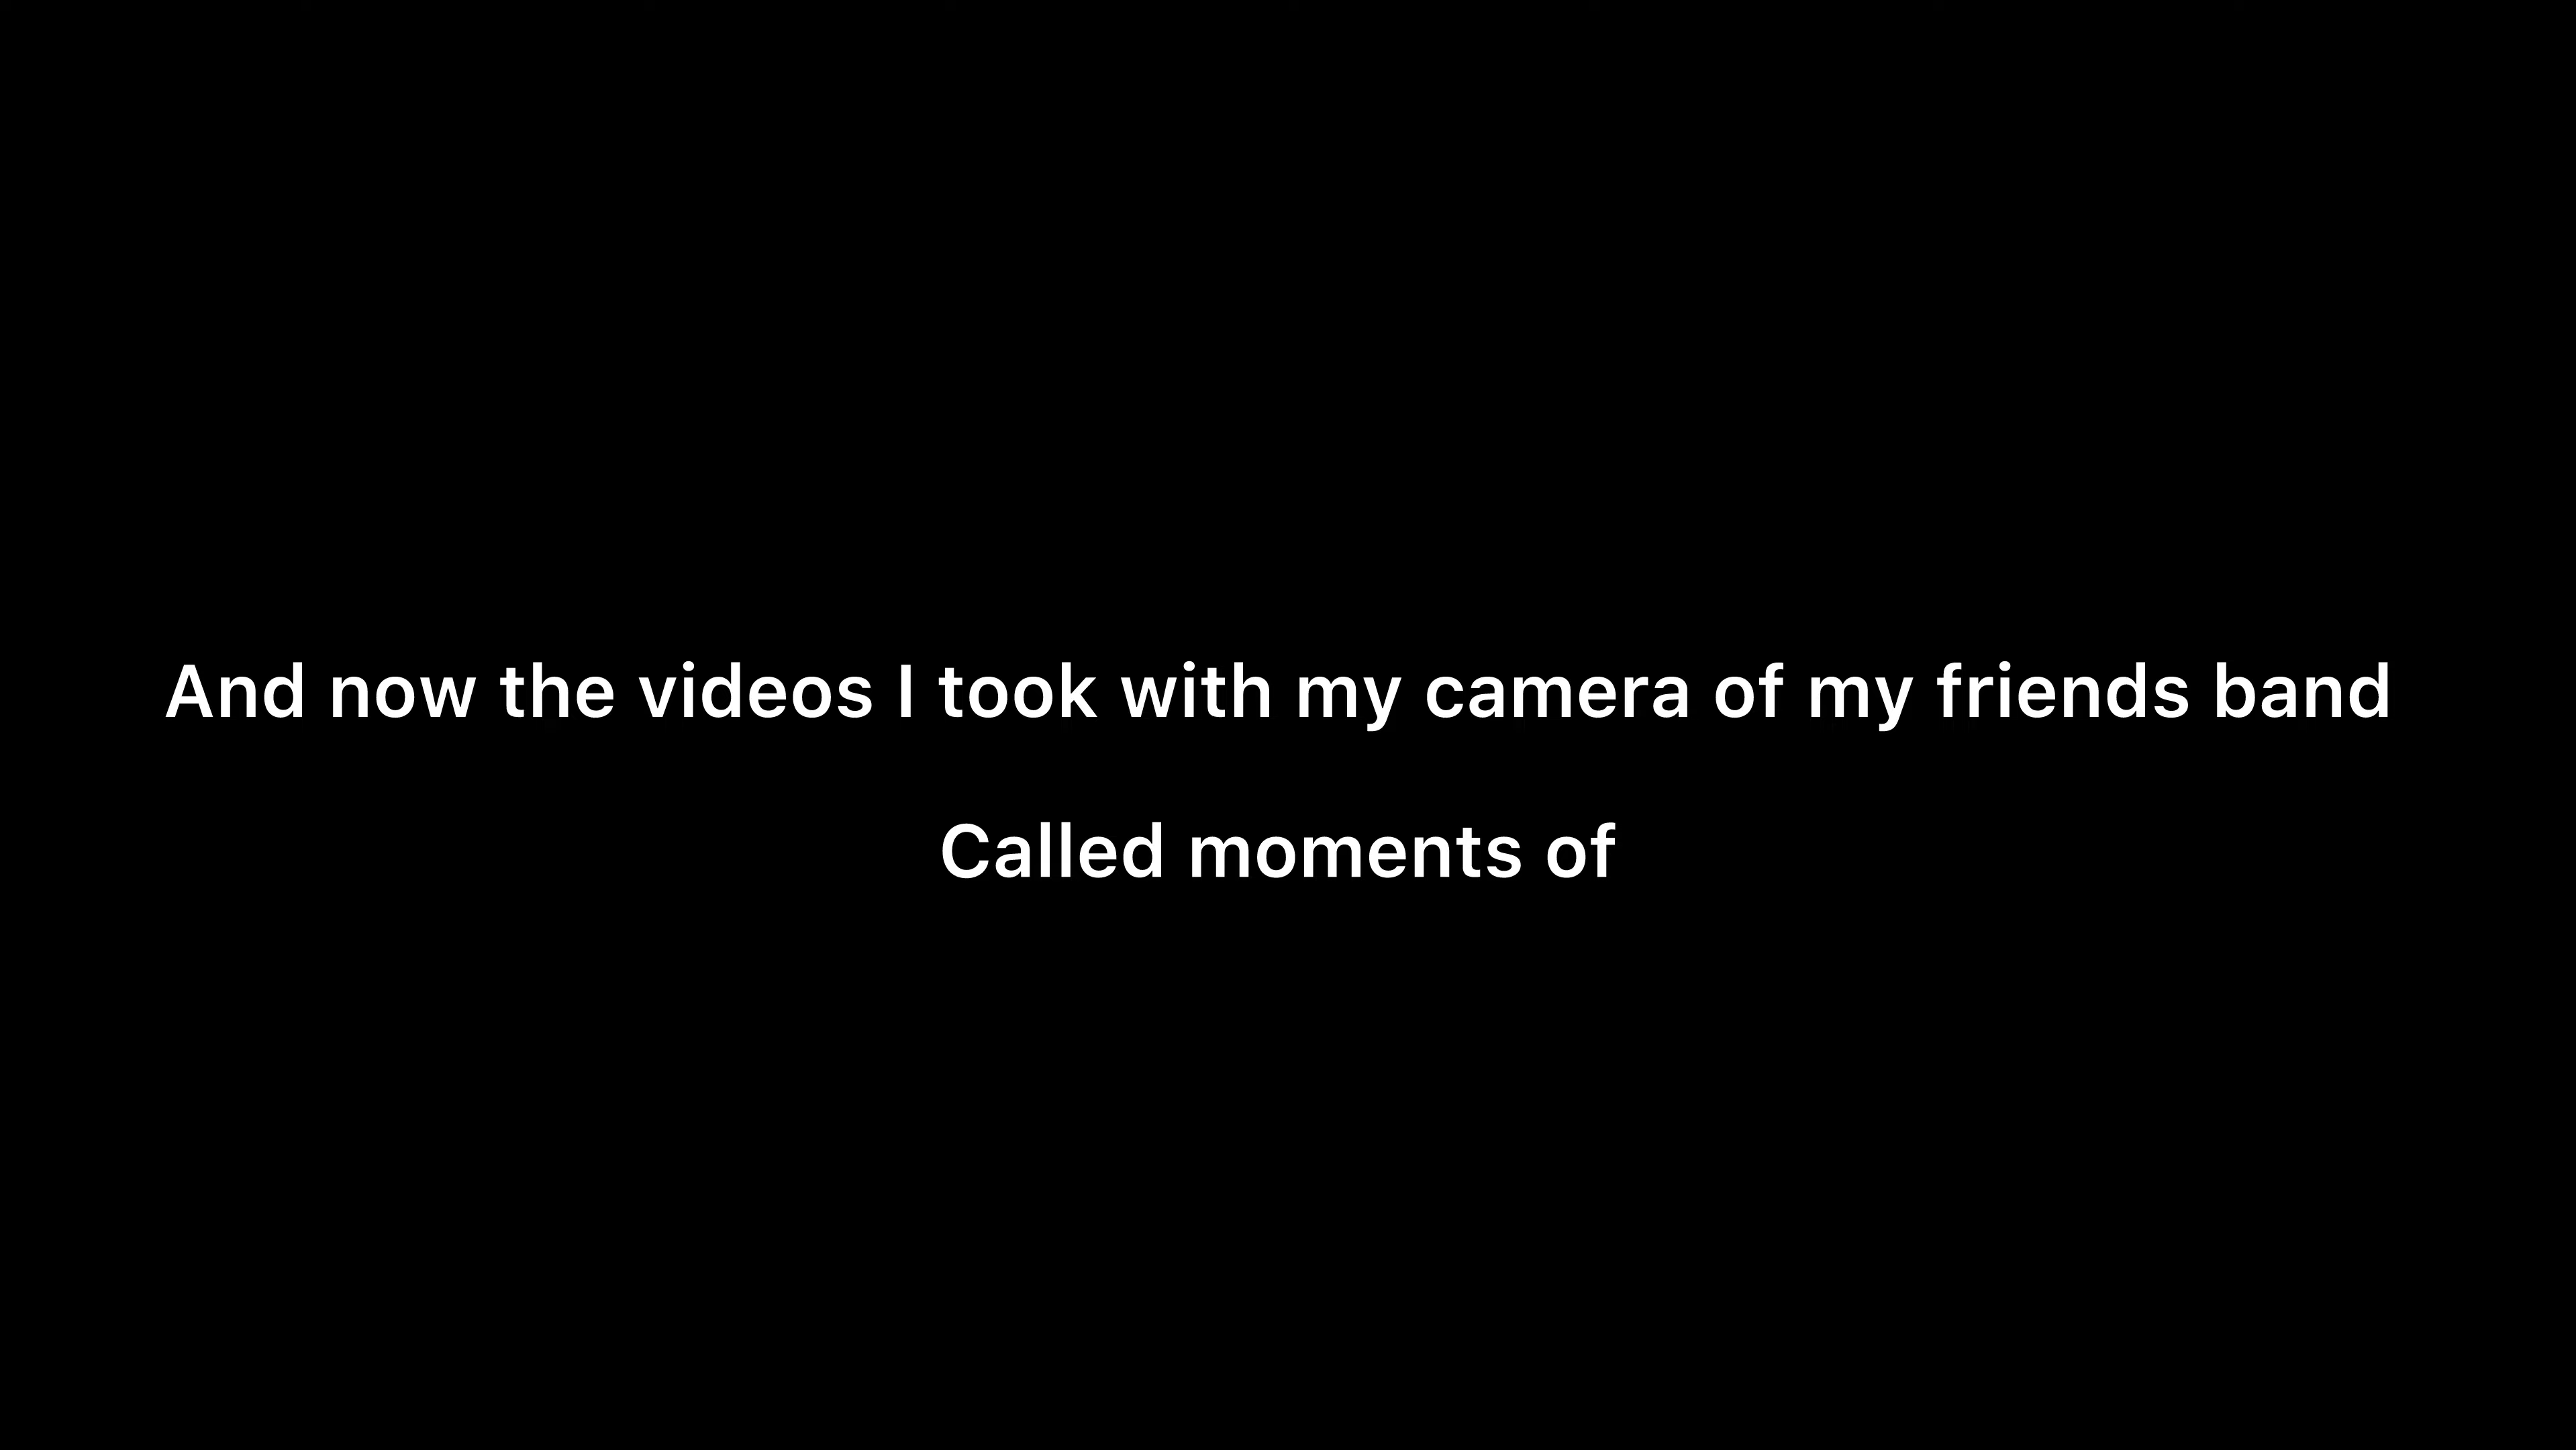 And now the videos I took with my camera of my friends band
Called moments of